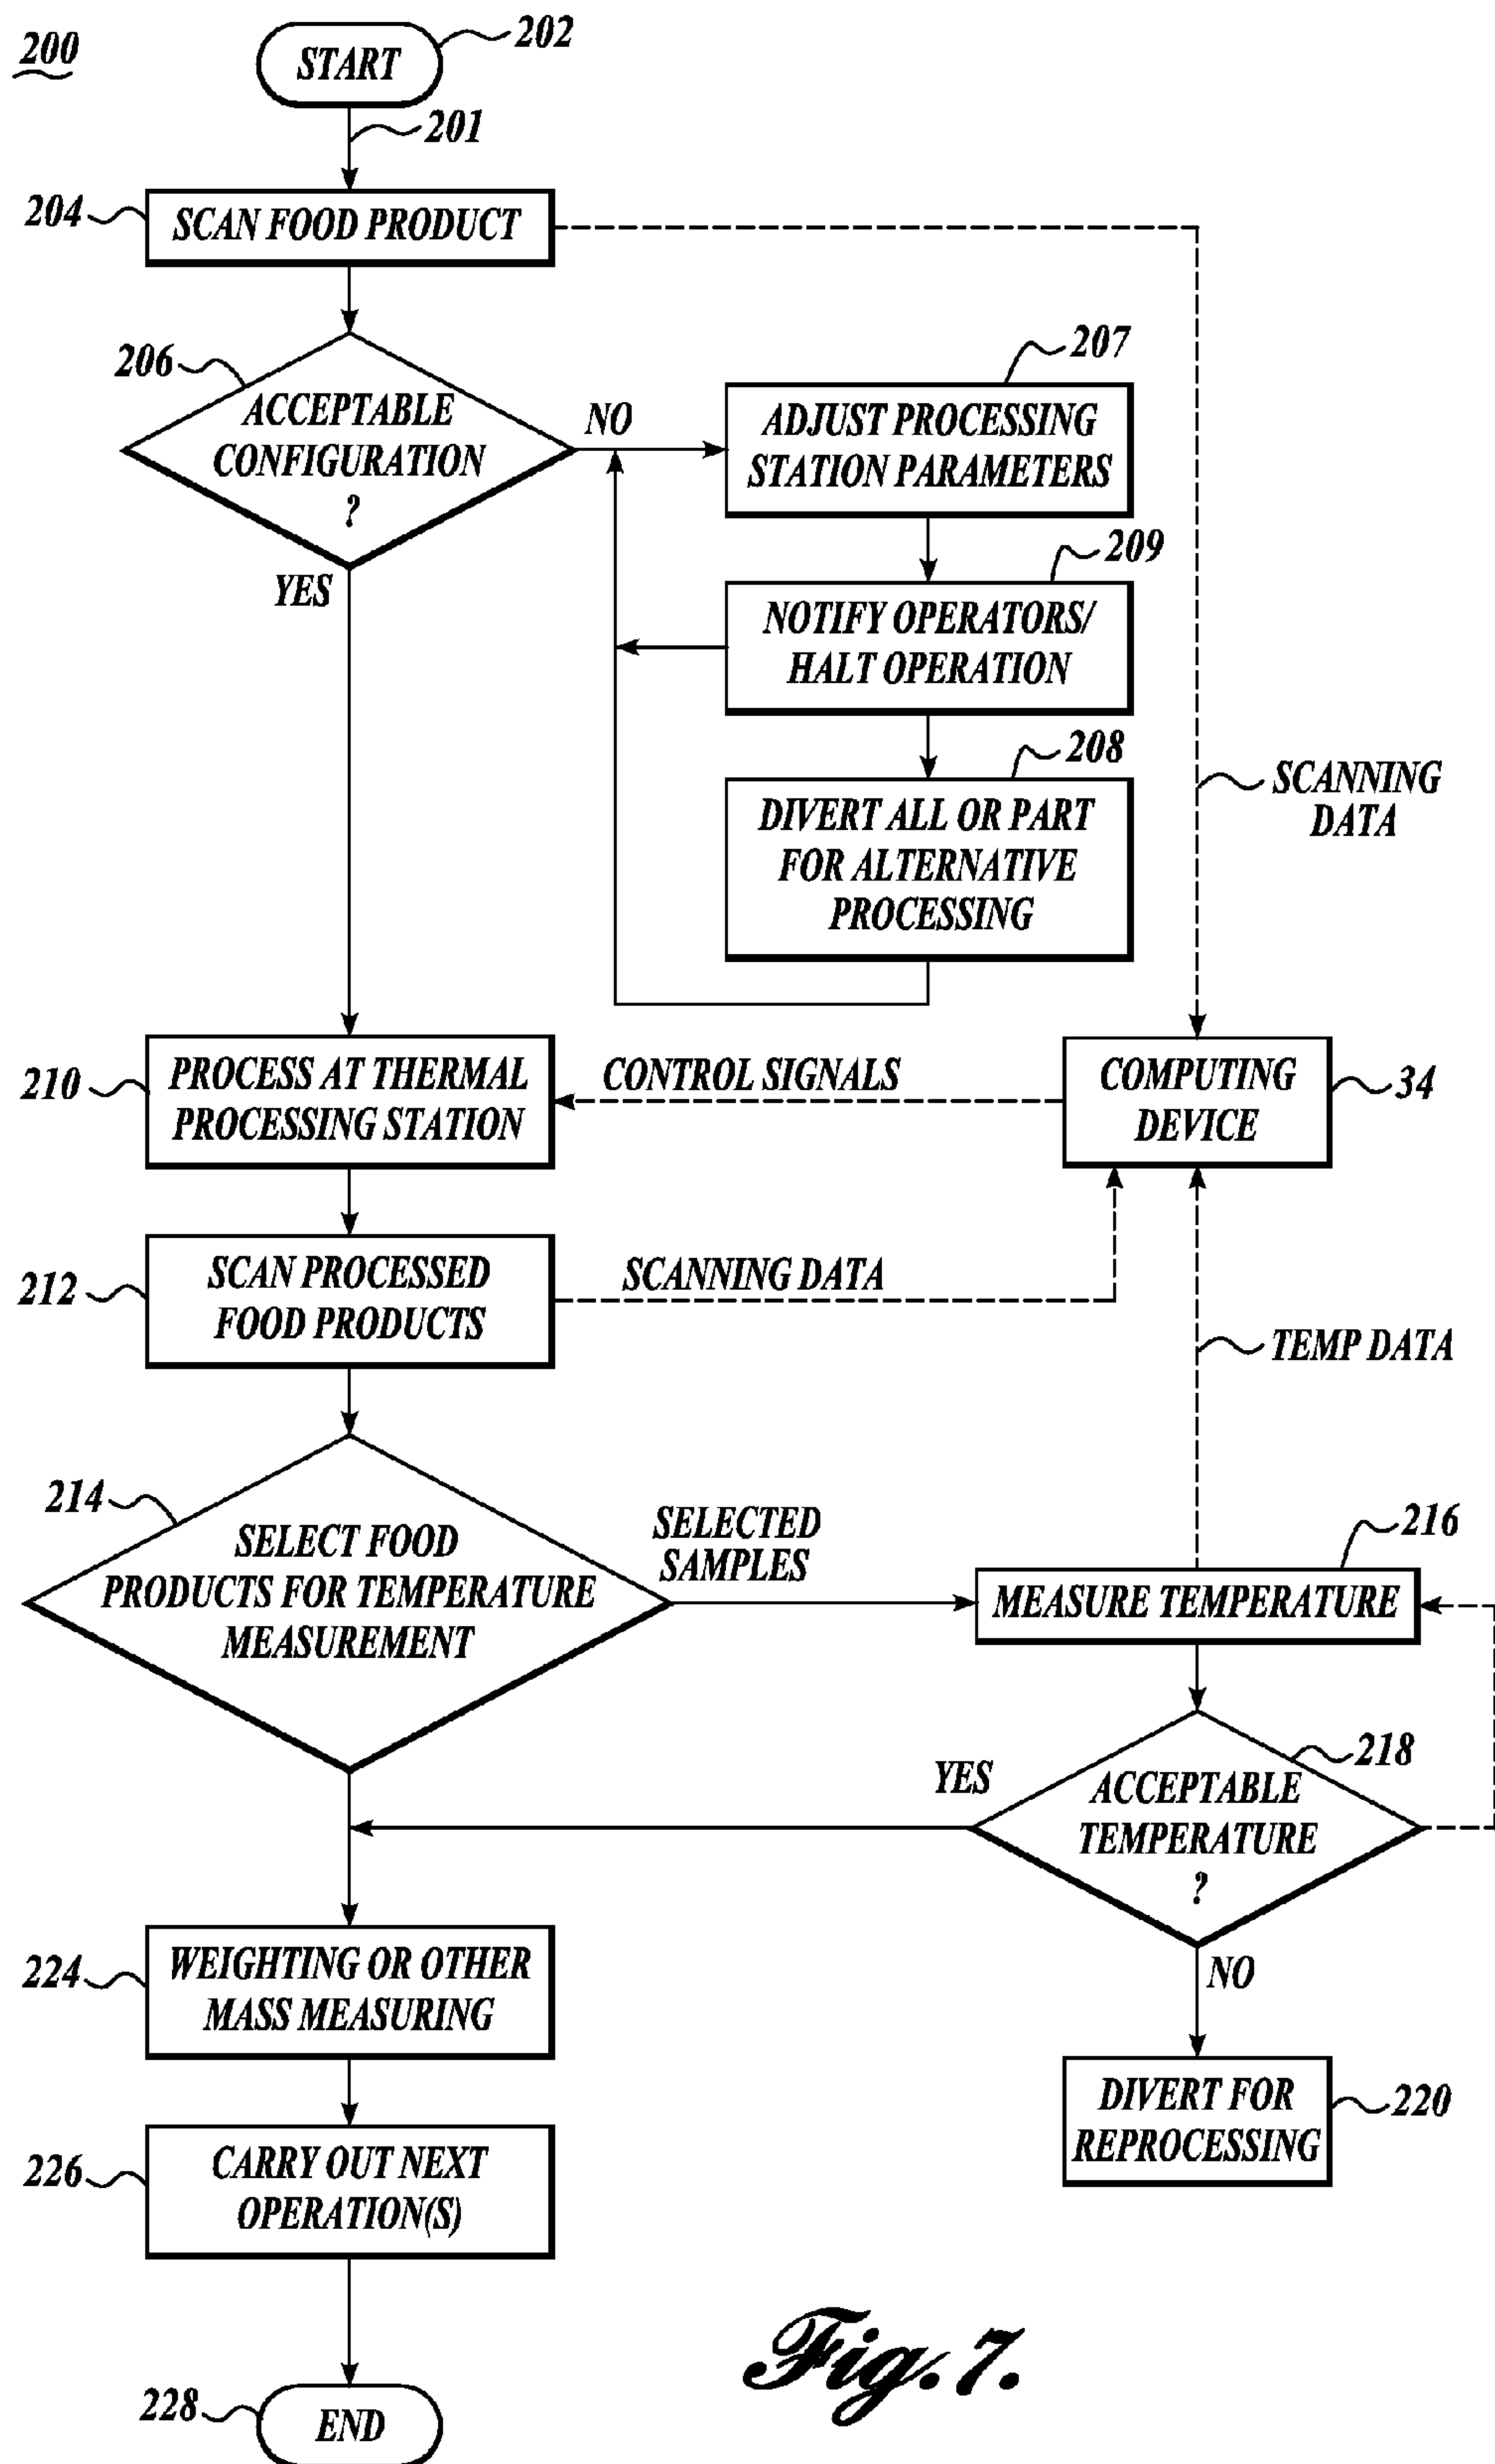 200
START
202
201
204
SCAN FOOD PRODUCT
206
ACCEPTABLE
CONFIGURATION
?
NO
YES
207
ADJUST PROCESSING
STATION PARAMETERS
209
NOTIFY OPERATORS/
HALT OPERATION
208
DIVERT ALL OR PART
FOR ALTERNATIVE
PROCESSING
SCANNING
DATA
210
PROCESS AT THERMAL
PROCESSING STATION
CONTROL SIGNALS
COMPUTING
DEVICE
34
212
SCAN PROCESSED
FOOD PRODUCTS
SCANNING DATA
TEMP DATA
214
SELECT FOOD
PRODUCTS FOR TEMPERATURE
MEASUREMENT
SELECTED
SAMPLES
216
MEASURE TEMPERATURE
218
YES
ACCEPTABLE
TEMPERATURE
?
NO
224
WEIGHTING OR OTHER
MASS MEASURING
DIVERT FOR
REPROCESSING
220
226
CARRY OUT NEXT
OPERATION(S)
228
END
Fig. 7.